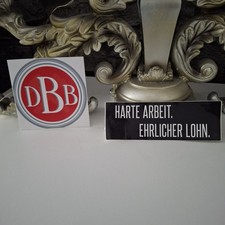 DBB
HARTE ARBEIT.
EHRLICHER LOHN.